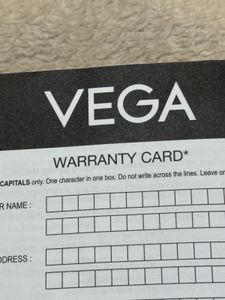 VEGA
WARRANTY CARD*
CAPITALS only. One character in one box. Do not write across the lines. Leave on
R NAME :
DDRESS :